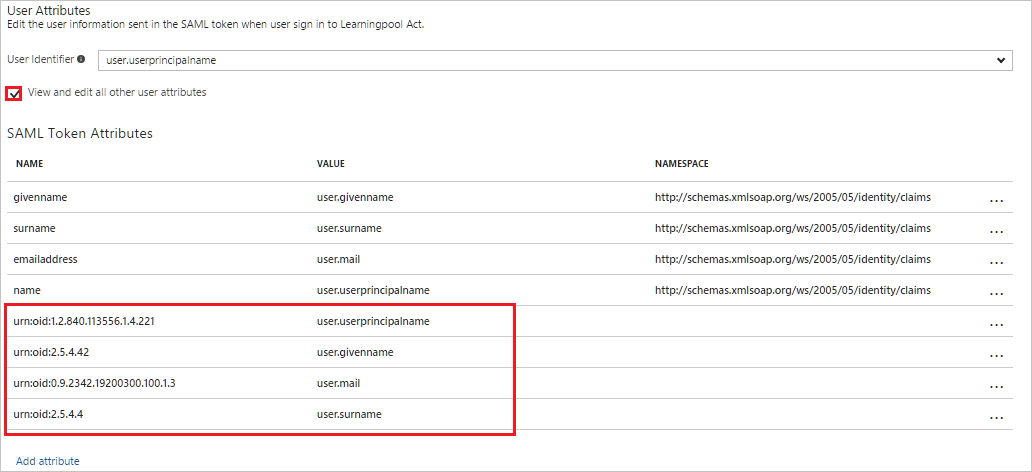 User Attributes
Edit the user information sent in the SAML token when user sign in to Learningpool Act.
User Identifier
user.userprincipalname
View and edit all other user attributes
SAML Token Attributes
NAME VALUE NAMESPACE
givenname user.givenname http://schemas.xmlsoap.org/ws/2005/05/identity/claims ...
surname user.surname http://schemas.xmlsoap.org/ws/2005/05/identity/claims ...
emailaddress user.mail http://schemas.xmlsoap.org/ws/2005/05/identity/claims ...
name user.userprincipalname http://schemas.xmlsoap.org/ws/2005/05/identity/claims ...
urn:oid:1.2.840.113556.1.4.221 user.userprincipalname ...
urn:oid:2.5.4.42 user.givenname ...
urn:oid:0.9.2342.19200300.100.1.3 user.mail ...
urn:oid:2.5.4.4 user.surname ...
Add attribute